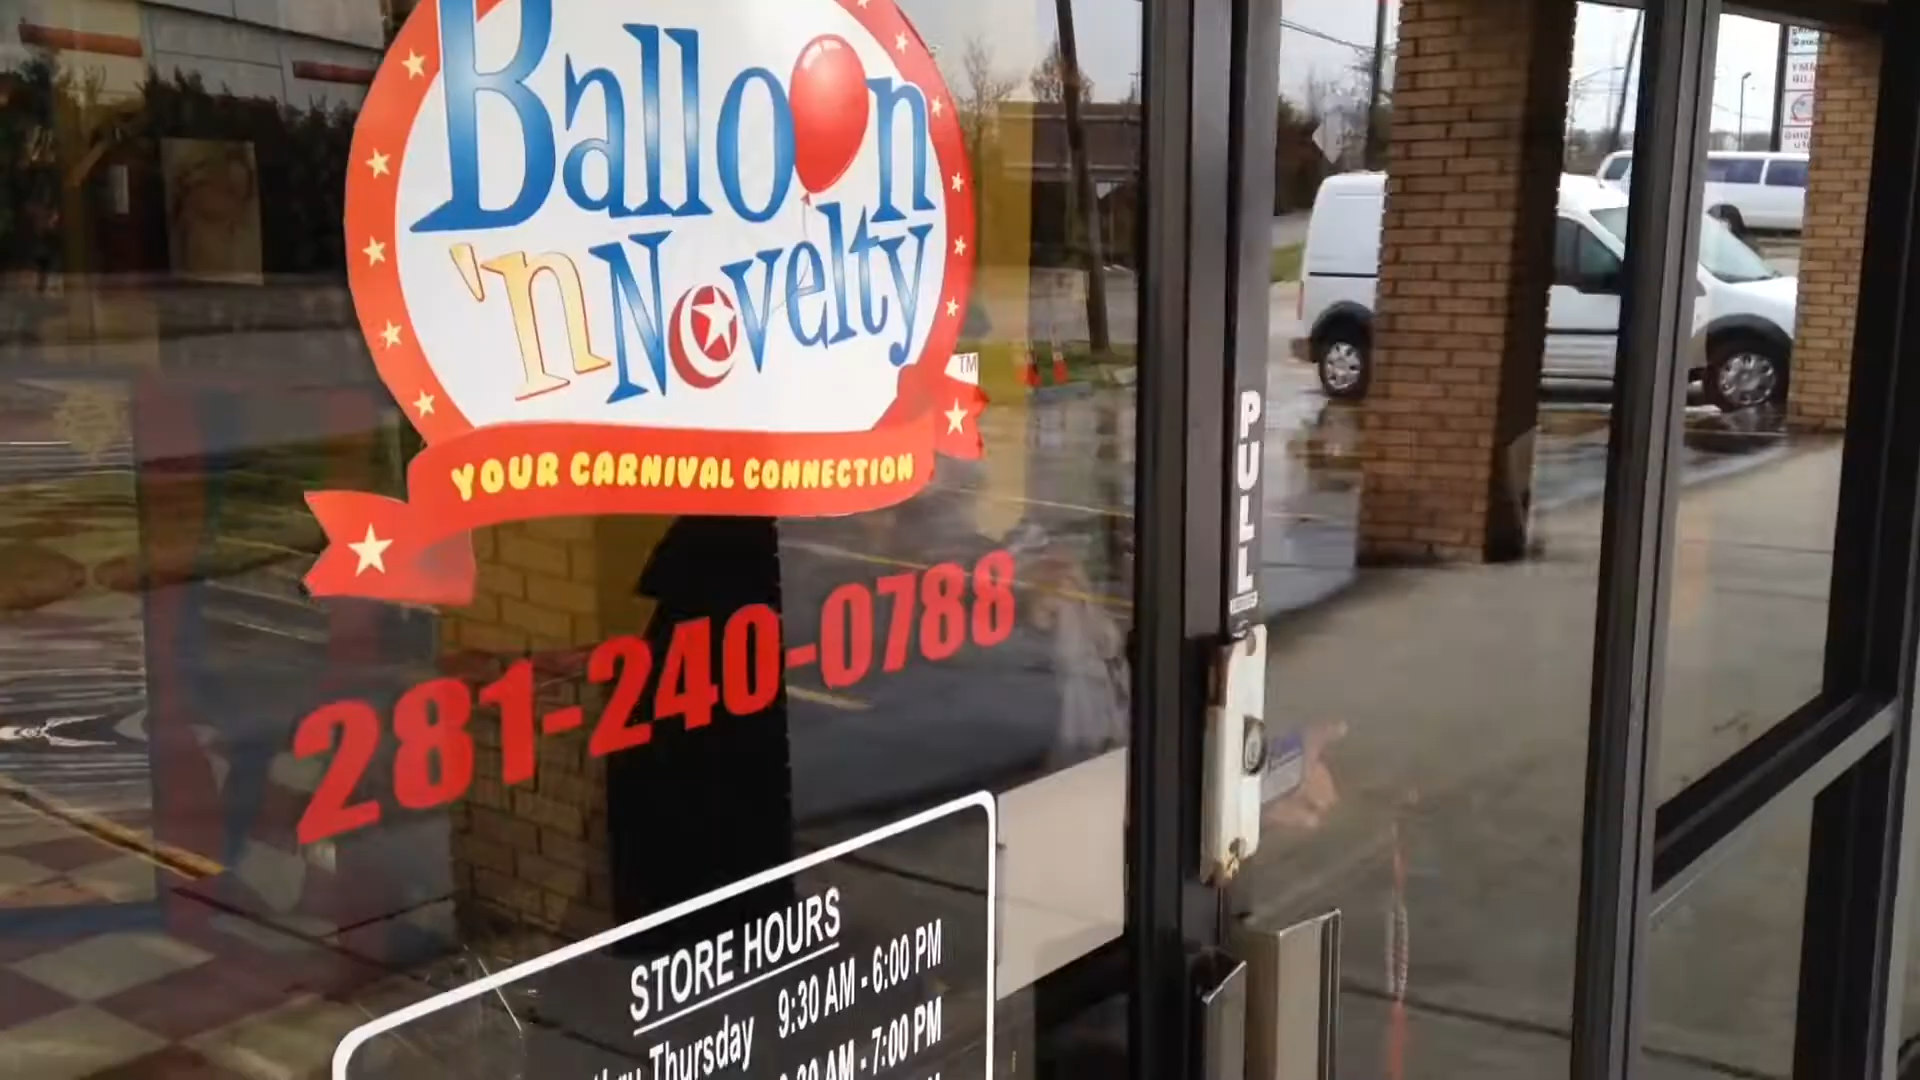 Balloon
'n Novelty
TM
YOUR CARNIVAL CONNECTION
281-240-0788
PULL
STORE HOURS
Thursday 9:30 AM - 6:00 PM
AM - 7:00 PM